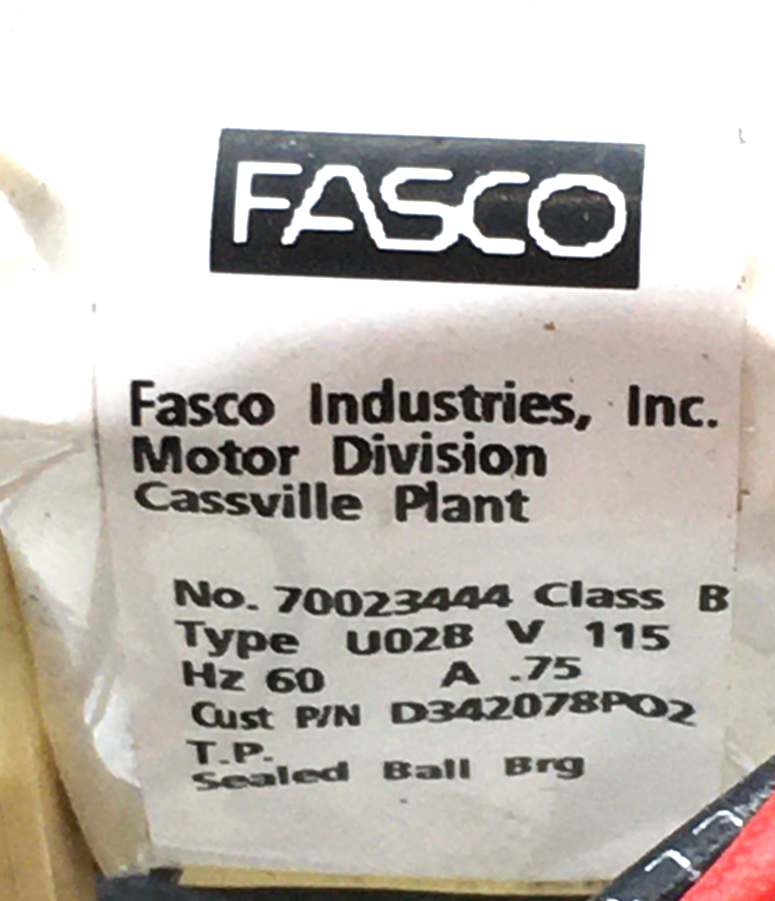 FASCO
Fasco Industries, Inc.
Motor Division
Cassville Plant
No. 70023444 Class B
Type U02B V 115
Hz 60 A .75
Cust P/N D342078P02
T.P.
Sealed Ball Brg